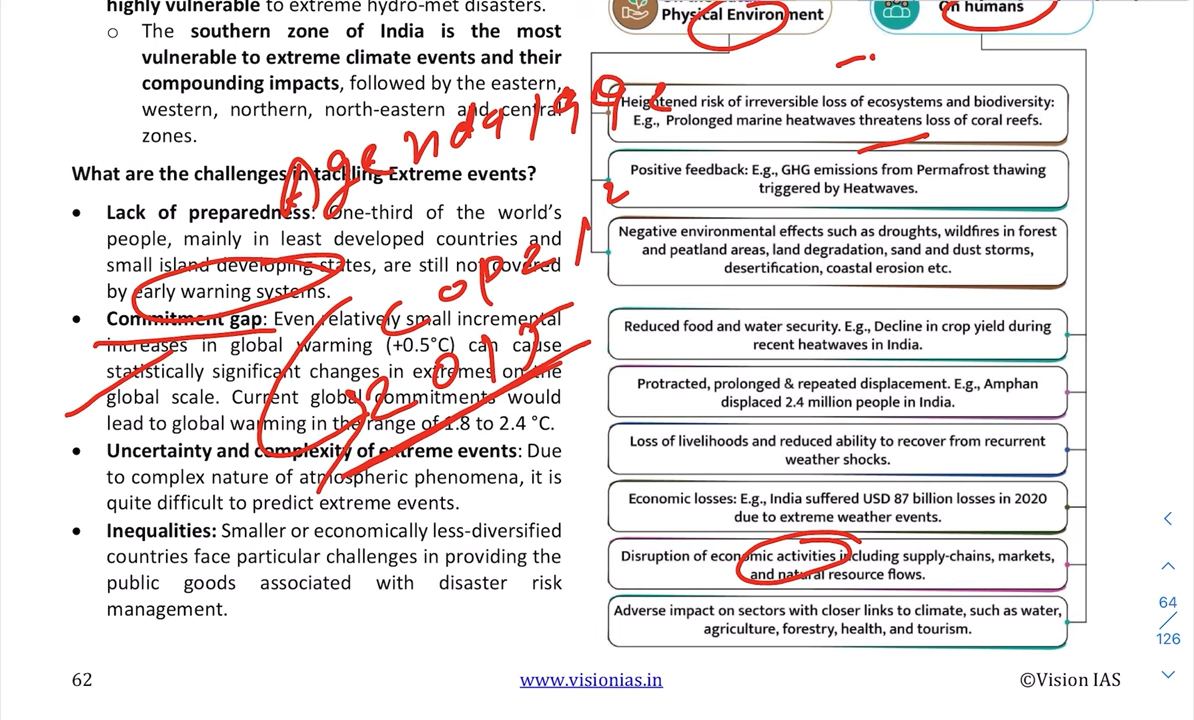 highly vulnerable to extreme hydro-met disasters.
o The southern zone of India is the most
vulnerable to extreme climate events and their
compounding impacts, followed by the eastern,
western, northern, north-eastern and central
zones.
What are the challenges in tackling Extreme events?
• Lack of preparedness: One-third of the world's
people, mainly in least developed countries and
small island developing states, are still not covered
by early warning systems.
• Commitment gap: Even relatively small incremental
increases in global warming (+0.5°C) can cause
statistically significant changes in extremes on the
global scale. Current global commitments would
lead to global warming in the range of 1.8 to 2.4 °C.
• Uncertainty and complexity of extreme events: Due
to complex nature of atmospheric phenomena, it is
quite difficult to predict extreme events.
• Inequalities: Smaller or economically less-diversified
countries face particular challenges in providing the
public goods associated with disaster risk
management.
Agenda 199
2
Cop 21
2015
Physical Environment
On humans
Heightened risk of irreversible loss of ecosystems and biodiversity:
E.g., Prolonged marine heatwaves threatens loss of coral reefs.
Positive feedback: E.g., GHG emissions from Permafrost thawing
triggered by Heatwaves.
Negative environmental effects such as droughts, wildfires in forest
and peatland areas, land degradation, sand and dust storms,
desertification, coastal erosion etc.
Reduced food and water security. E.g., Decline in crop yield during
recent heatwaves in India.
Protracted, prolonged & repeated displacement. E.g., Amphan
displaced 2.4 million people in India.
Loss of livelihoods and reduced ability to recover from recurrent
weather shocks.
Economic losses: E.g., India suffered USD 87 billion losses in 2020
due to extreme weather events.
Disruption of economic activities including supply-chains, markets,
and natural resource flows.
Adverse impact on sectors with closer links to climate, such as water,
agriculture, forestry, health, and tourism.
64
126
62 www.visionias.in ©Vision IAS